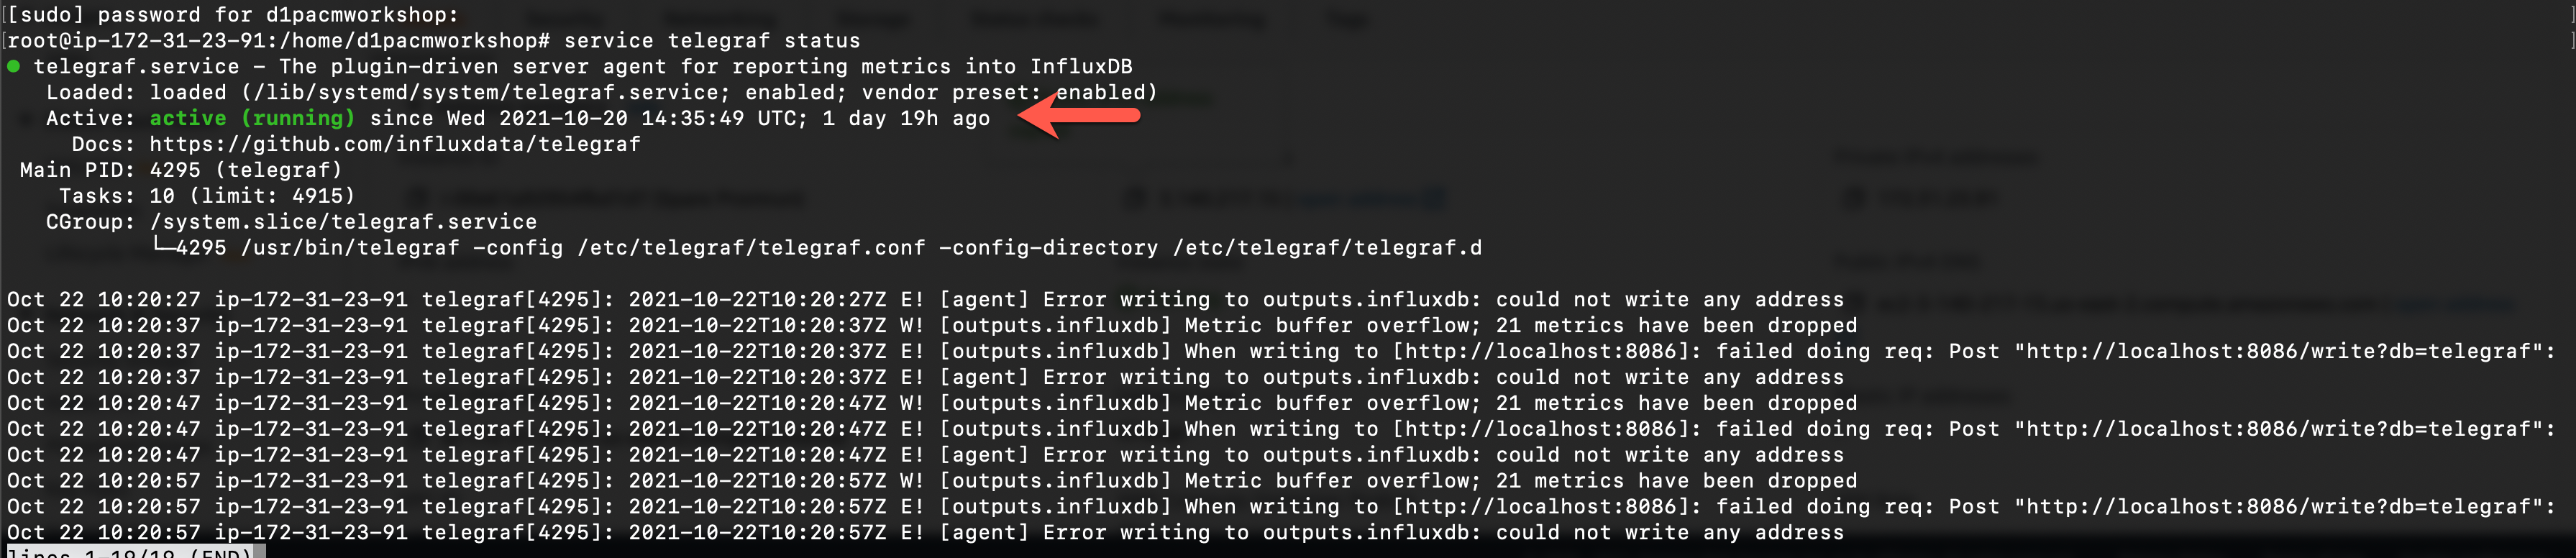 [[sudo] password for d1pacmworkshop:
[root@ip-172-31-23-91:/home/d1pacmworkshop# service telegraf status
● telegraf.service – The plugin-driven server agent for reporting metrics into InfluxDB
Loaded: loaded (/lib/systemd/system/telegraf.service; enabled; vendor preset: enabled)
Active: active (running) since Wed 2021-10-20 14:35:49 UTC; 1 day 19h ago
Docs: https://github.com/influxdata/telegraf
Main PID: 4295 (telegraf)
Tasks: 10 (limit: 4915)
CGroup: /system.slice/telegraf.service
└─4295 /usr/bin/telegraf -config /etc/telegraf/telegraf.conf -config-directory /etc/telegraf/telegraf.d
Oct 22 10:20:27 ip-172-31-23-91 telegraf[4295]: 2021-10-22T10:20:27Z E! [agent] Error writing to outputs.influxdb: could not write any address
Oct 22 10:20:37 ip-172-31-23-91 telegraf[4295]: 2021-10-22T10:20:37Z W! [outputs.influxdb] Metric buffer overflow; 21 metrics have been dropped
Oct 22 10:20:37 ip-172-31-23-91 telegraf[4295]: 2021-10-22T10:20:37Z E! [outputs.influxdb] When writing to [http://localhost:8086]: failed doing req: Post "http://localhost:8086/write?db=telegraf":
Oct 22 10:20:37 ip-172-31-23-91 telegraf[4295]: 2021-10-22T10:20:37Z E! [agent] Error writing to outputs.influxdb: could not write any address
Oct 22 10:20:47 ip-172-31-23-91 telegraf[4295]: 2021-10-22T10:20:47Z W! [outputs.influxdb] Metric buffer overflow; 21 metrics have been dropped
Oct 22 10:20:47 ip-172-31-23-91 telegraf[4295]: 2021-10-22T10:20:47Z E! [outputs.influxdb] When writing to [http://localhost:8086]: failed doing req: Post "http://localhost:8086/write?db=telegraf":
Oct 22 10:20:47 ip-172-31-23-91 telegraf[4295]: 2021-10-22T10:20:47Z E! [agent] Error writing to outputs.influxdb: could not write any address
Oct 22 10:20:57 ip-172-31-23-91 telegraf[4295]: 2021-10-22T10:20:57Z W! [outputs.influxdb] Metric buffer overflow; 21 metrics have been dropped
Oct 22 10:20:57 ip-172-31-23-91 telegraf[4295]: 2021-10-22T10:20:57Z E! [outputs.influxdb] When writing to [http://localhost:8086]: failed doing req: Post "http://localhost:8086/write?db=telegraf":
Oct 22 10:20:57 ip-172-31-23-91 telegraf[4295]: 2021-10-22T10:20:57Z E! [agent] Error writing to outputs.influxdb: could not write any address
lines 1-19/19 (END)